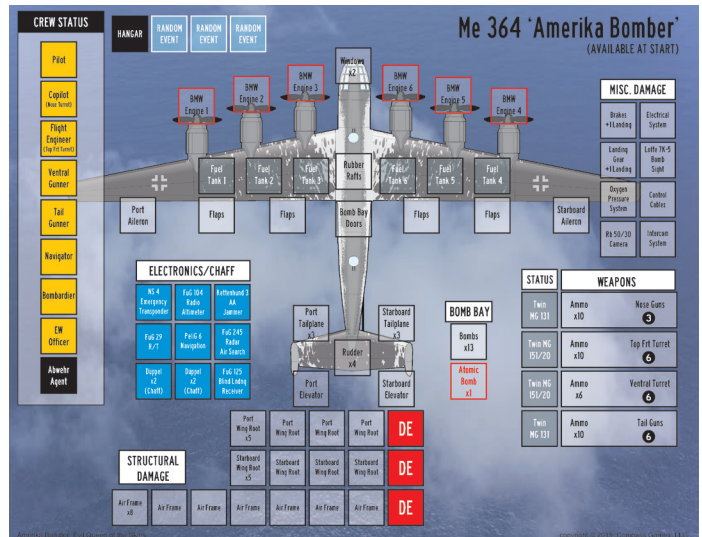 CREW STATUS
Pilot
Copilot
(Nose Turret)
Flight
Engineer
(Top Frt Turret)
Ventral
Gunner
Tail
Gunner
Navigator
Bombardier
EW
Officer
Abwehr
Agent
HANGAR
RANDOM
EVENT
RANDOM
EVENT
RANDOM
EVENT
Me 364 ‘Amerika Bomber’
(AVAILABLE AT START)
Windows
x2
BMW
Engine 1
BMW
Engine 2
BMW
Engine 3
BMW
Engine 6
BMW
Engine 5
BMW
Engine 4
Fuel
Tank 1
Fuel
Tank 2
Fuel
Tank 3
Rubber
Rafts
Fuel
Tank 6
Fuel
Tank 5
Fuel
Tank 4
Port
Aileron
Flaps
Flaps
Bomb Bay
Doors
Flaps
Flaps
Starboard
Aileron
MISC. DAMAGE
Brakes
+1Landing
Electrical
System
Landing
Gear
+1Landing
Lotfe TK-5
Bomb
Sight
Oxygen
Pressure
System
Control
Cables
Rb 50/30
Camera
Intercom
System
ELECTRONICS/CHAFF
NS 4
Emergency
Transponder
FuG 104
Radio
Altimeter
Kettenhund 3
AA
Jammer
FuG 29
R/T
PeilG 6
Navigation
FuG 245
Radar
Air Search
Duppel
x2
(Chaff)
Duppel
x2
(Chaff)
FuG 125
Blind Lndng
Receiver
Port
Tailplane
x3
Starboard
Tailplane
x3
Rudder
x4
Port
Elevator
Starboard
Elevator
BOMB BAY
Bombs
x13
Atomic
Bomb
x1
STATUS
WEAPONS
Twin
MG 131
Ammo
x10
Nose Guns
3
Twin MG
151/20
Ammo
x10
Top Frt Turret
6
Twin MG
151/20
Ammo
x6
Ventral Turret
6
Twin
MG 131
Ammo
x10
Tail Guns
6
STRUCTURAL
DAMAGE
Port
Wing Root
x5
Port
Wing Root
Port
Wing Root
Port
Wing Root
DE
Starboard
Wing Root
x5
Starboard
Wing Root
Starboard
Wing Root
Starboard
Wing Root
DE
Air Frame
x8
Air Frame
Air Frame
Air Frame
Air Frame
Air Frame
Air Frame
DE